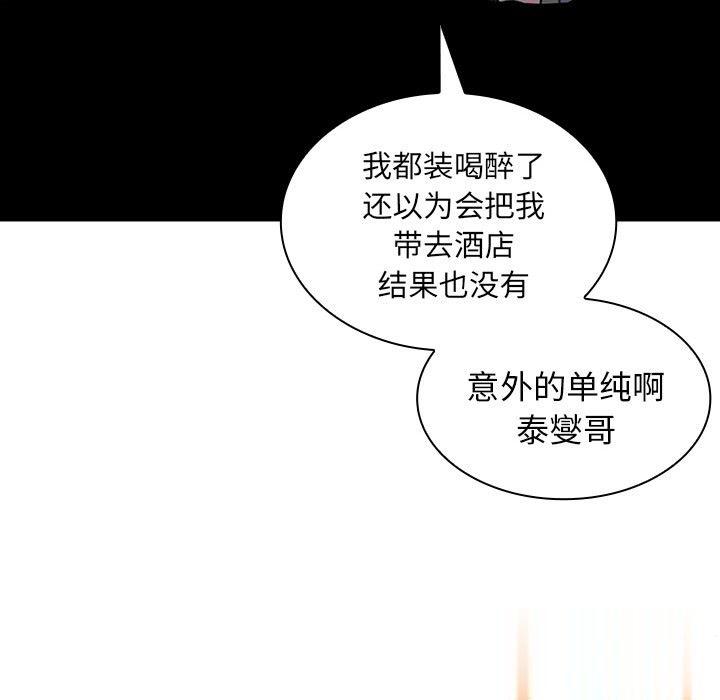 我都装喝醉了
还以为会把我
带去酒店
结果也没有
意外的单纯啊
泰燮哥